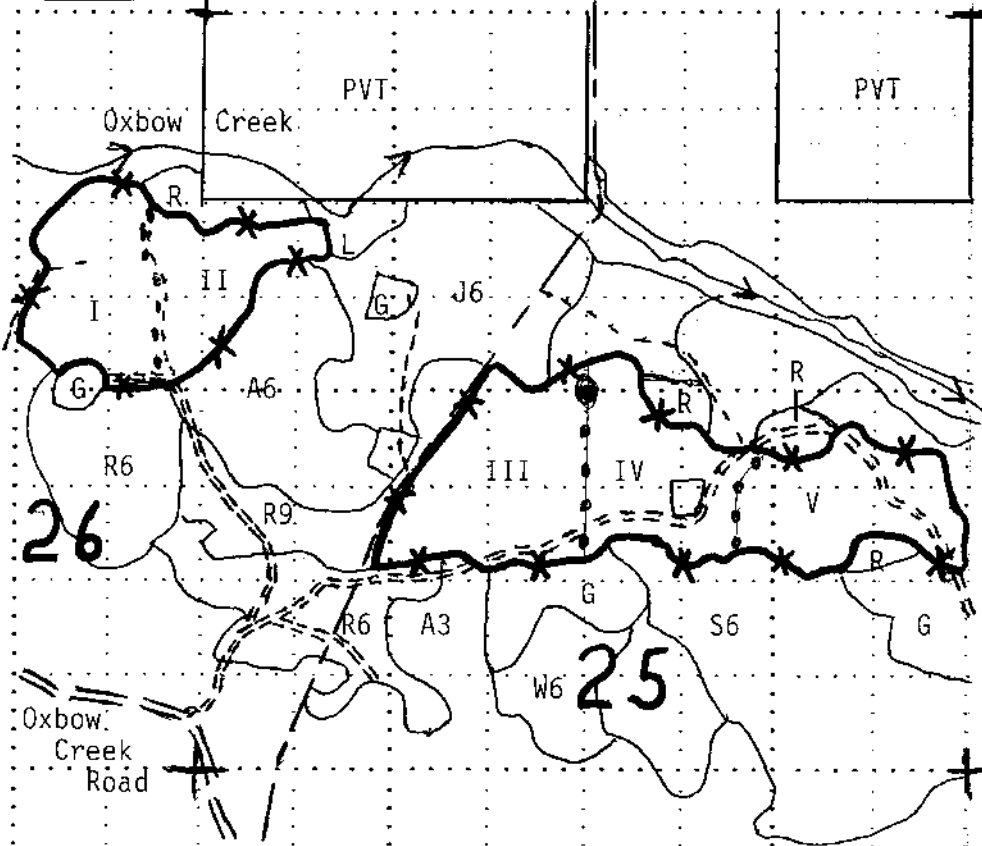 PVT
PVT
Oxbow Creek
R
L
II
I
G
J6
G
A6
R
R
R6
III
IV
V
R9
26
R
G
R6
A3
S6
G
W6
25
Oxbow
Creek
Road